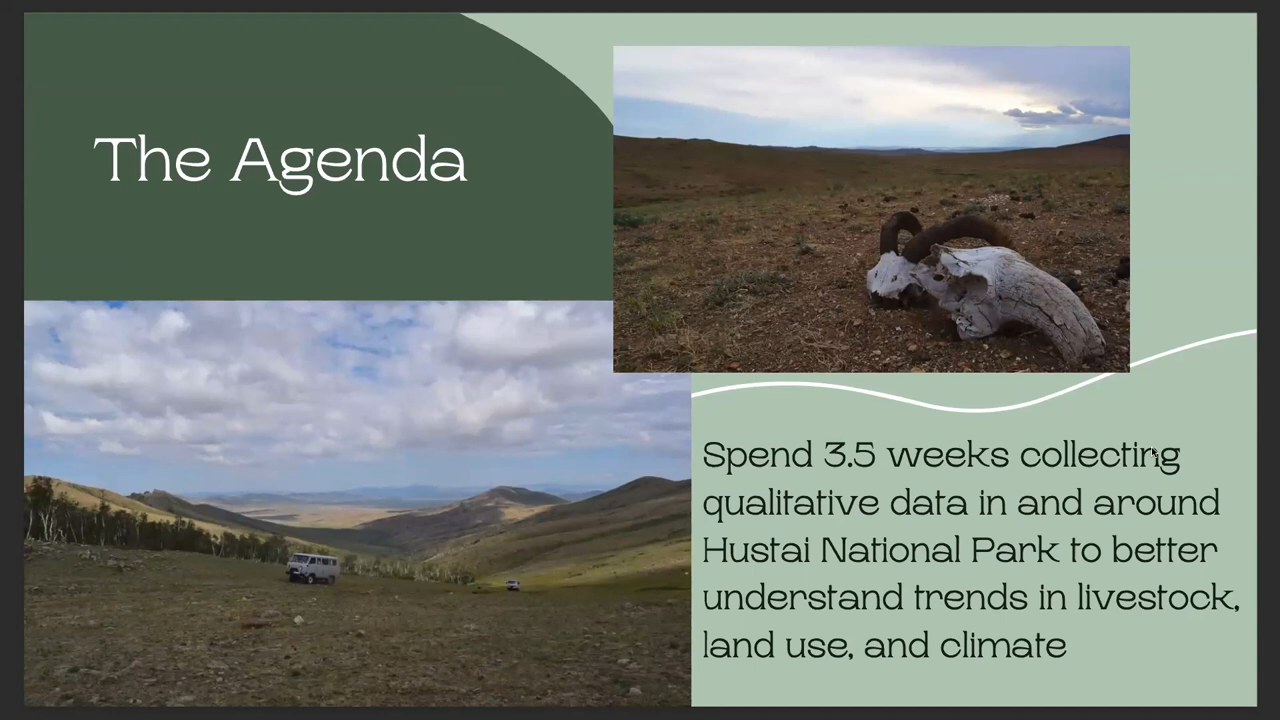 The Agenda
Spend 3.5 weeks collecting
qualitative data in and around
Hustai National Park to better
understand trends in livestock,
land use, and climate